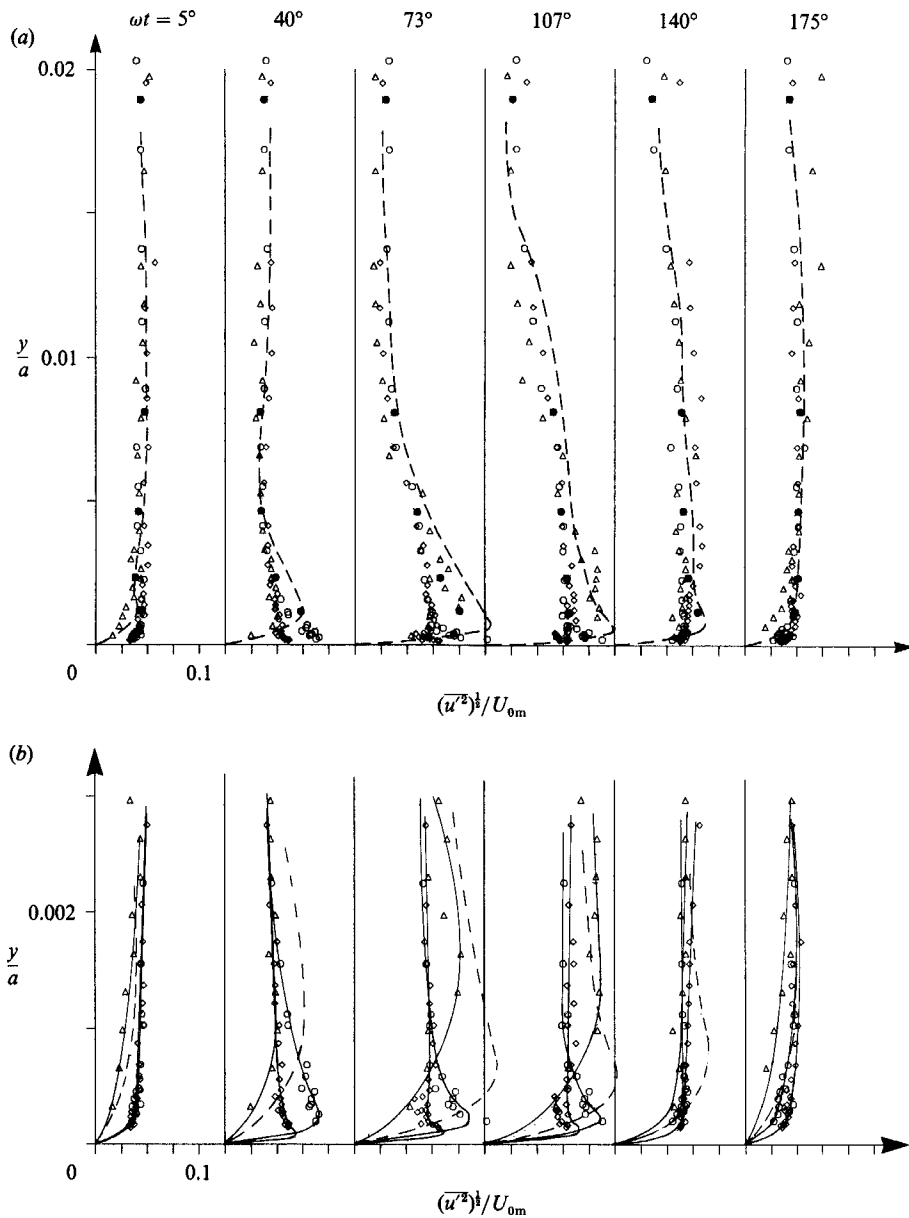 ωt = 5° 40° 73° 107° 140° 175°
(a)
0.02
y/a
0.01
0 0.1
(u'²)^½/U₀ₘ
(b)
0.002
y/a
0 0.1
(u'²)^½/U₀ₘ